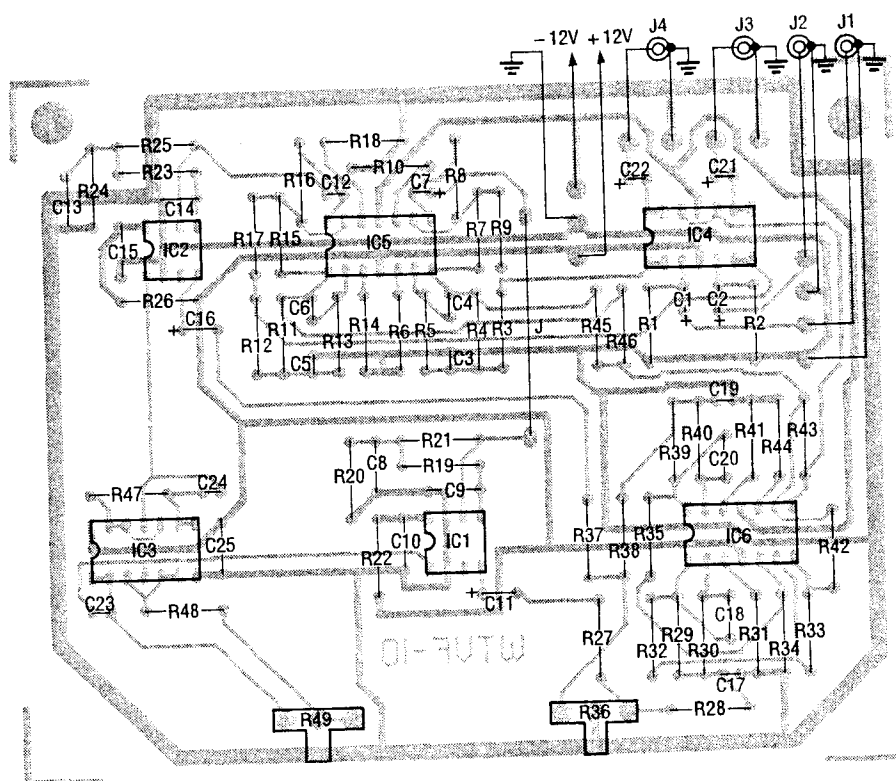 J4 J3 J2 J1
-12V +12V
R25 R18
R23 R10
R24 R16 C12 C7 R8 C22 C21
C13 C14
C15 IC2 R17 R15 IC5 R7 R9 IC4
R26 C6 C4 C1 C2
C16 R12 R11 R13 R14 R6 R5 R4 R3 J R45 R46 R1 R2
C5 C3
C19
R21 R39 R40 R41 R44 R43
R20 C8 R19 C20
R47 C24 C9
IC3 C25 R22 C10 IC1 R37 R38 R35 IC6 R42
C23 R48 C11 C18
R27 R32 R29 R30 R31 R34 R33
WTVF-10
C17
R49 R36 R28